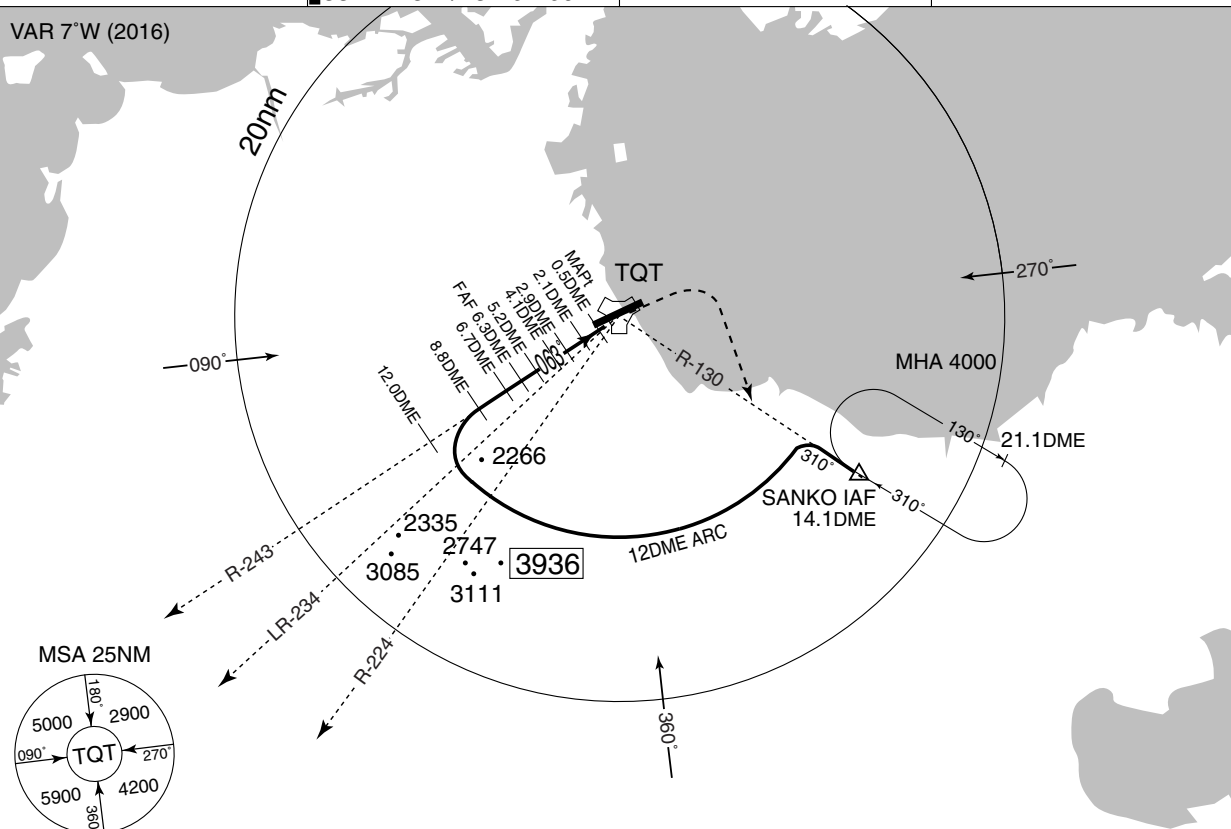 VAR 7˚W (2016)
20nm
TQT
270˚
MAPt
0.5DME
2.1DME
2.9DME
4.1DME
5.2DME
FAF 6.3DME
6.7DME
8.8DME
12.0DME
063˚
090˚
R-130
MHA 4000
130˚
21.1DME
310˚
310˚
SANKO IAF
14.1DME
12DME ARC
2266
2335
2747
3936
3085
3111
R-243
LR-234
R-224
360˚
MSA 25NM
180˚
5000
2900
090˚
TQT
270˚
5900
4200
360